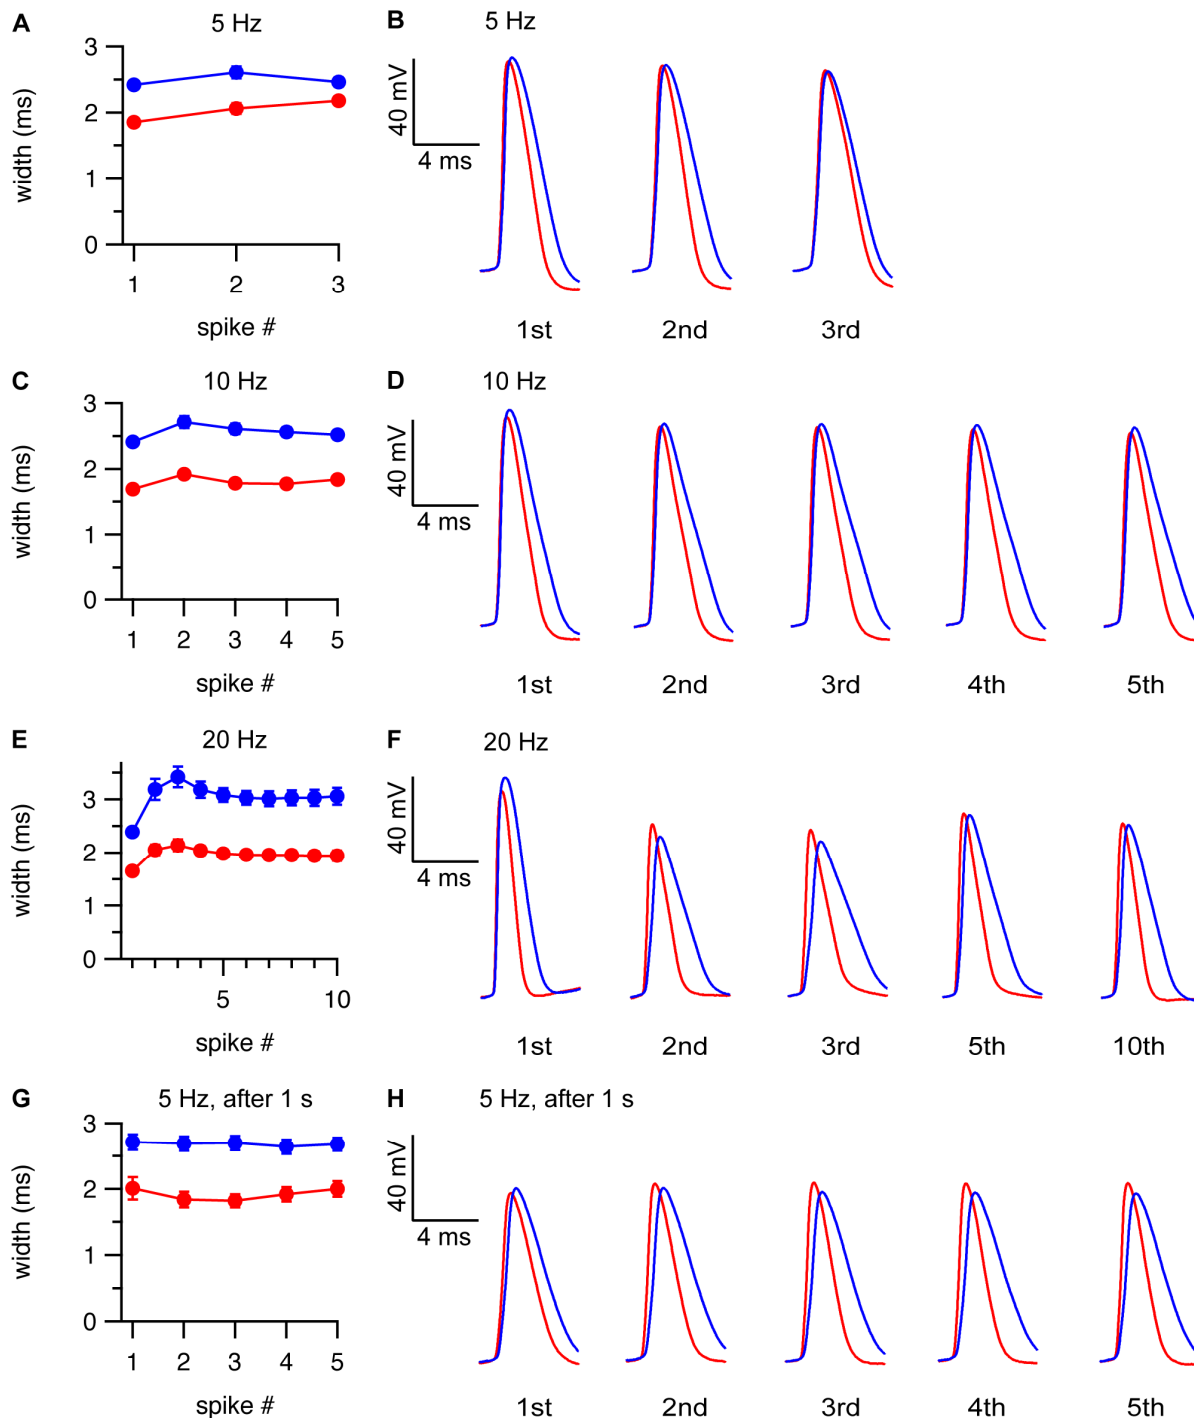 A
5 Hz
width (ms)
3
2
1
0
1 2 3
spike #
B
5 Hz
40 mV
4 ms
1st 2nd 3rd
C
10 Hz
width (ms)
3
2
1
0
1 2 3 4 5
spike #
D
10 Hz
40 mV
4 ms
1st 2nd 3rd 4th 5th
E
20 Hz
width (ms)
3
2
1
0
5 10
spike #
F
20 Hz
40 mV
4 ms
1st 2nd 3rd 5th 10th
G
5 Hz, after 1 s
width (ms)
3
2
1
0
1 2 3 4 5
spike #
H
5 Hz, after 1 s
40 mV
4 ms
1st 2nd 3rd 4th 5th